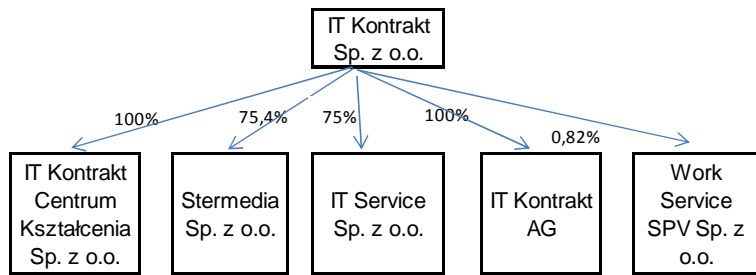 IT Kontrakt
Sp. z o.o.
100%
75,4%
75%
100%
0,82%
IT Kontrakt
Centrum
Kształcenia
Sp. z o.o.
Stermedia
Sp. z o.o.
IT Service
Sp. z o.o.
IT Kontrakt
AG
Work
Service
SPV Sp. z
o.o.